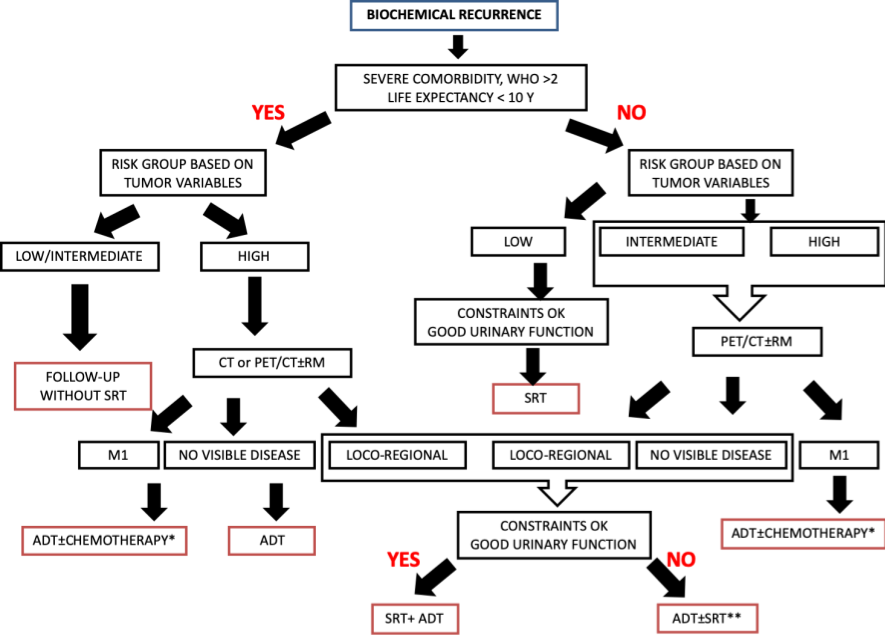 BIOCHEMICAL RECURRENCE
SEVERE COMORBIDITY, WHO >2
LIFE EXPECTANCY < 10 Y
YES
NO
RISK GROUP BASED ON
TUMOR VARIABLES
RISK GROUP BASED ON
TUMOR VARIABLES
LOW/INTERMEDIATE
HIGH
LOW
INTERMEDIATE
HIGH
CONSTRAINTS OK
GOOD URINARY FUNCTION
PET/CT±RM
CT or PET/CT±RM
FOLLOW-UP
WITHOUT SRT
SRT
M1
NO VISIBLE DISEASE
LOCO-REGIONAL
LOCO-REGIONAL
NO VISIBLE DISEASE
M1
ADT±CHEMOTHERAPY*
ADT
CONSTRAINTS OK
GOOD URINARY FUNCTION
ADT±CHEMOTHERAPY*
YES
NO
SRT+ ADT
ADT±SRT**